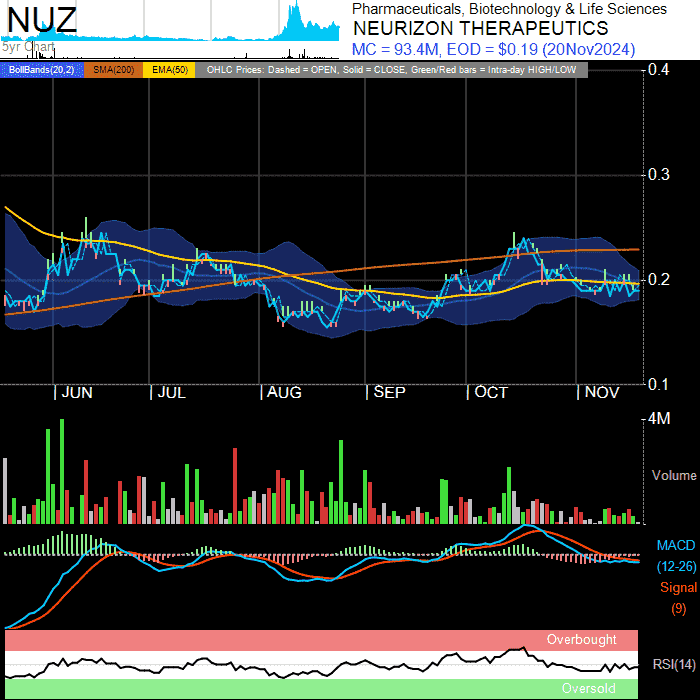 NUZ
5yr Chart
Pharmaceuticals, Biotechnology & Life Sciences
NEURIZON THERAPEUTICS
MC = 93.4M, EOD = $0.19 (20Nov2024)
BollBands(20,2) SMA(200) EMA(50) OHLC Prices: Dashed = OPEN, Solid = CLOSE, Green/Red bars = Intra-day HIGH/LOW
0.4
0.3
0.2
0.1
| JUN | JUL | AUG | SEP | OCT | NOV
4M
Volume
MACD
(12-26)
Signal
(9)
Overbought
RSI(14)
Oversold